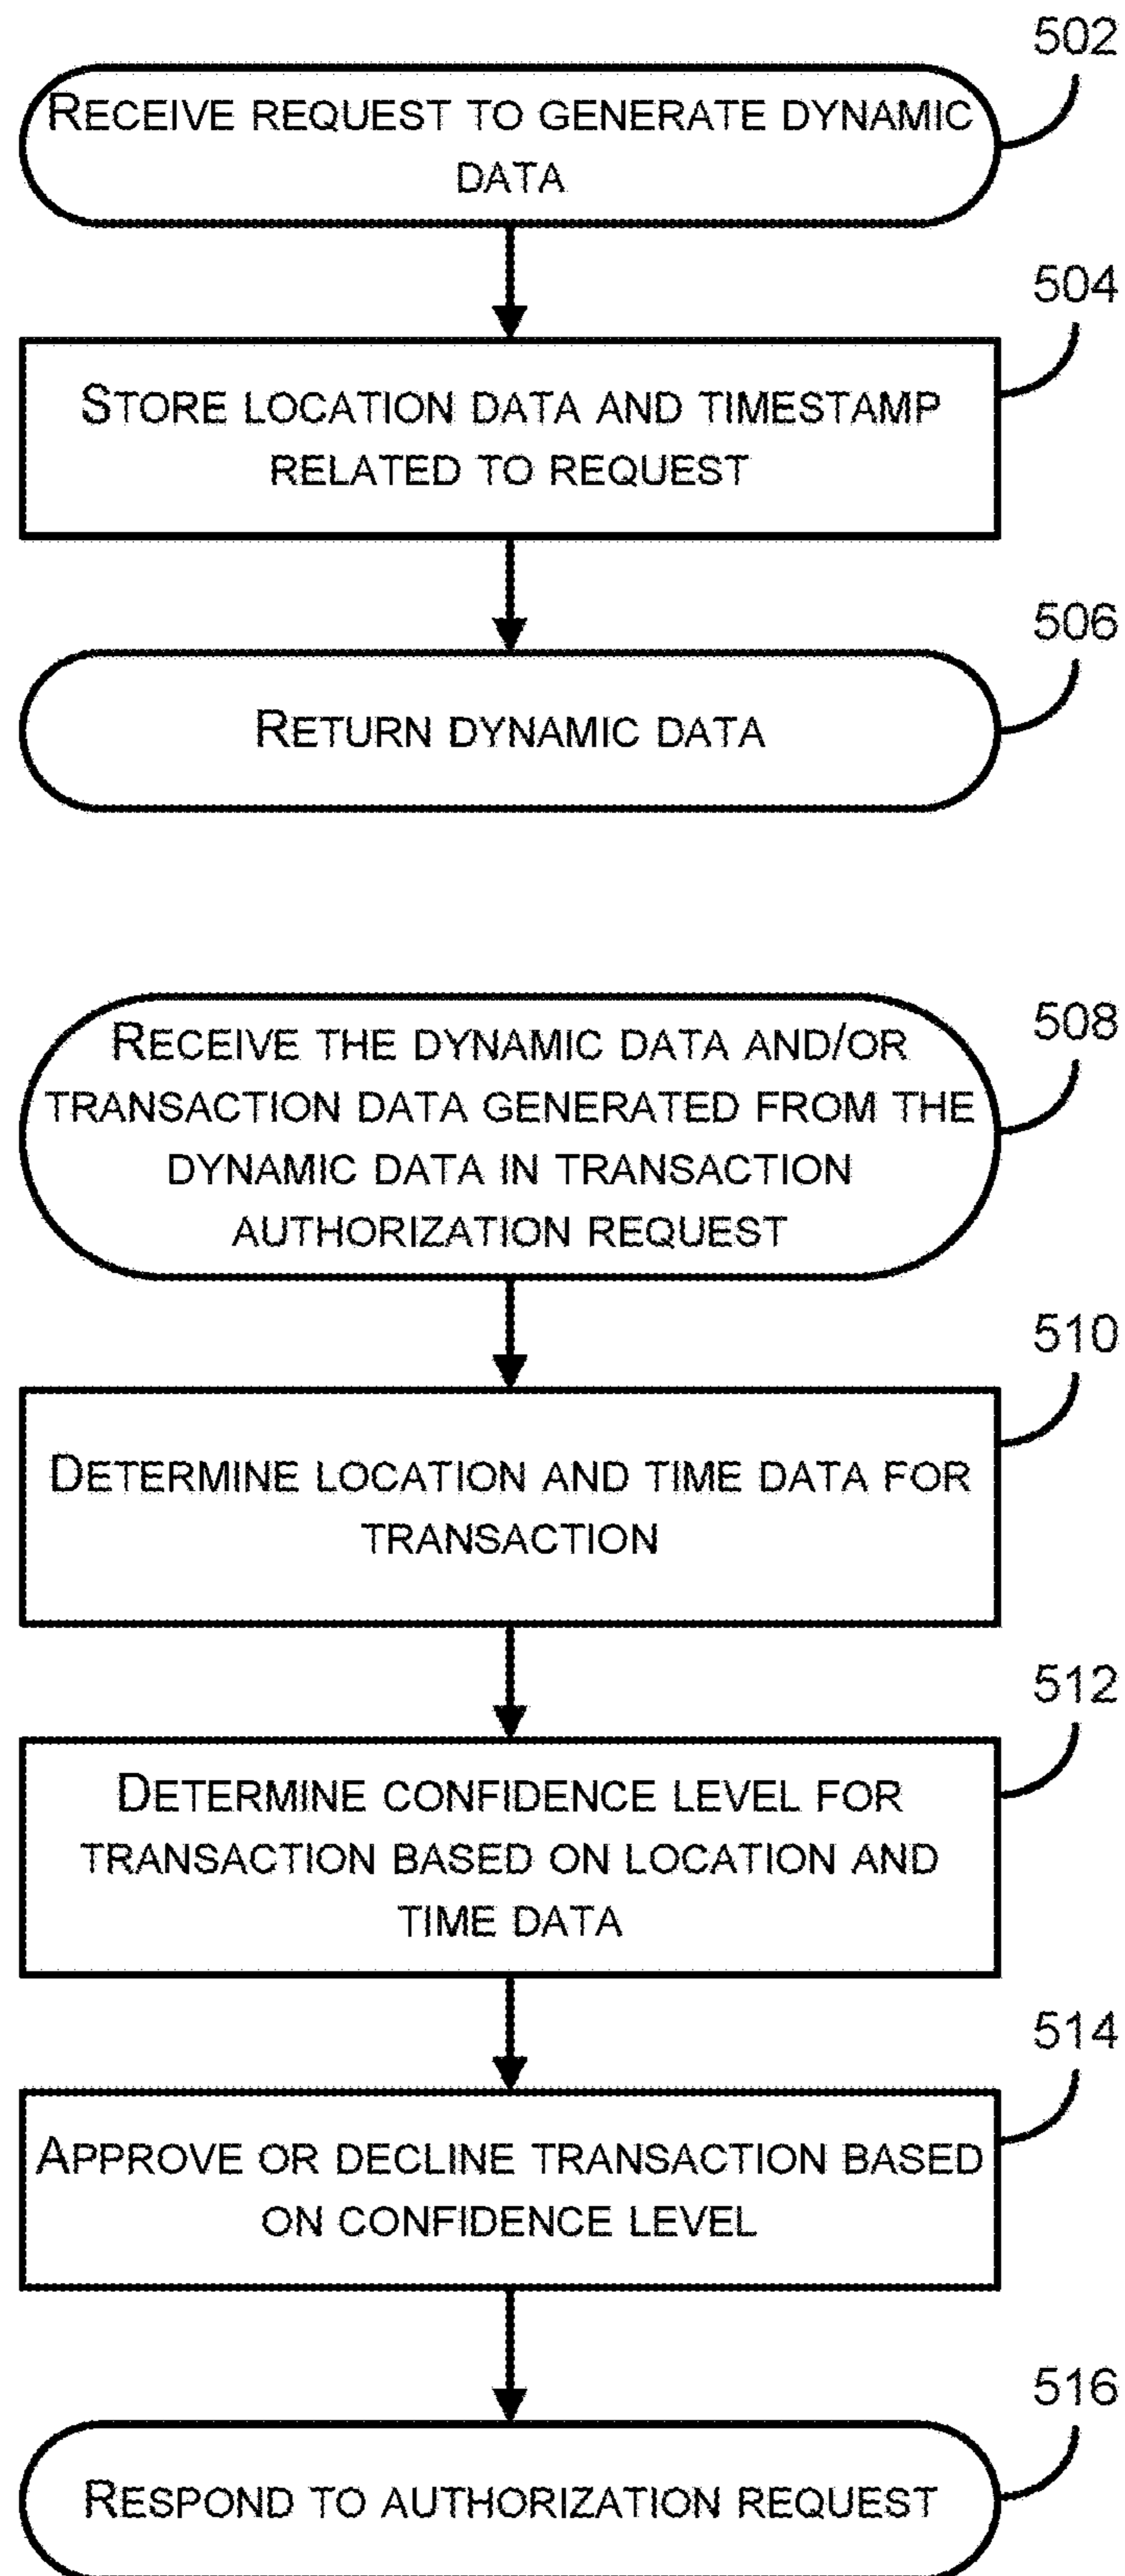 502
RECEIVE REQUEST TO GENERATE DYNAMIC
DATA
504
STORE LOCATION DATA AND TIMESTAMP
RELATED TO REQUEST
506
RETURN DYNAMIC DATA
508
RECEIVE THE DYNAMIC DATA AND/OR
TRANSACTION DATA GENERATED FROM THE
DYNAMIC DATA IN TRANSACTION
AUTHORIZATION REQUEST
510
DETERMINE LOCATION AND TIME DATA FOR
TRANSACTION
512
DETERMINE CONFIDENCE LEVEL FOR
TRANSACTION BASED ON LOCATION AND
TIME DATA
514
APPROVE OR DECLINE TRANSACTION BASED
ON CONFIDENCE LEVEL
516
RESPOND TO AUTHORIZATION REQUEST